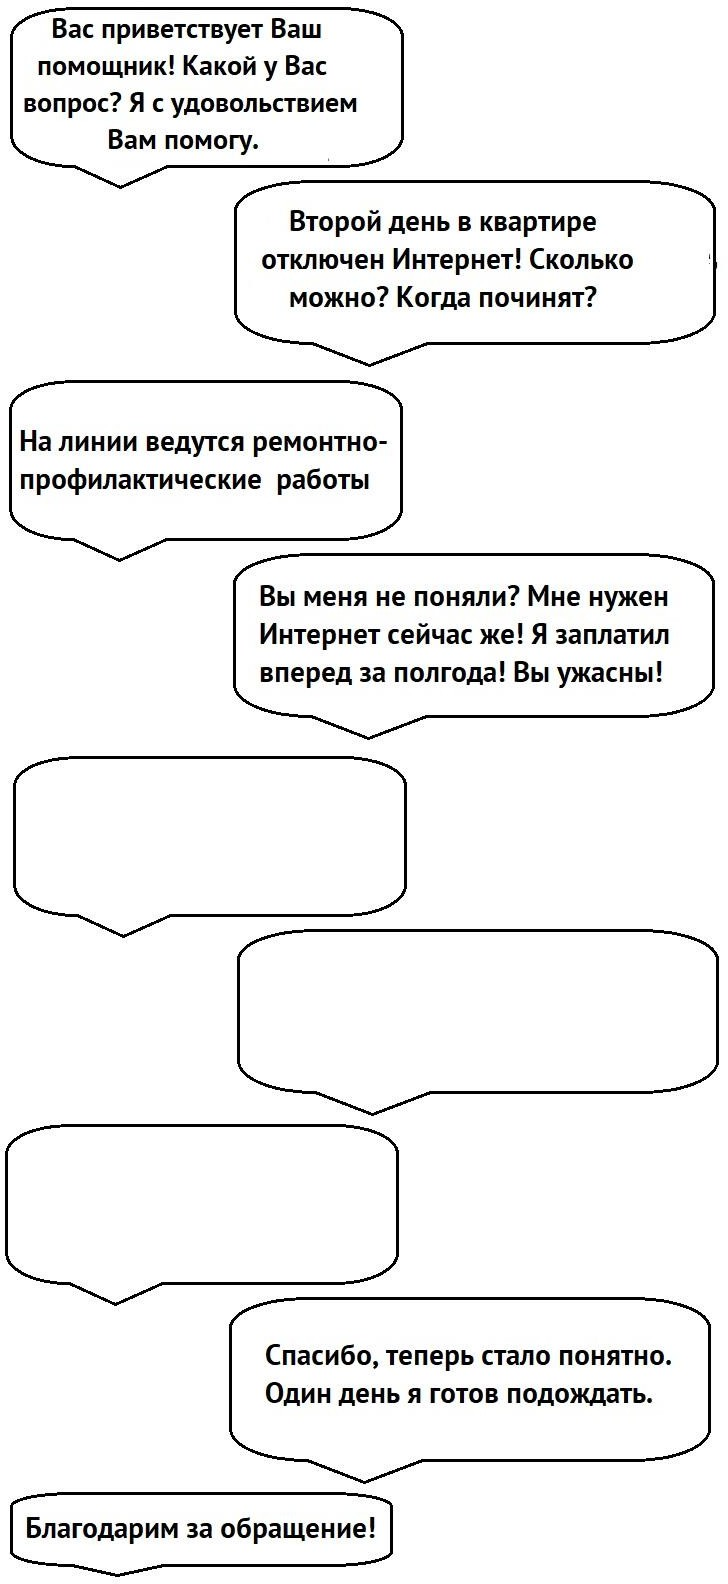 Вас приветствует Ваш
помощник! Какой у Вас
вопрос? Я с удовольствием
Вам помогу.
Второй день в квартире
отключен Интернет! Сколько
можно? Когда починят?
На линии ведутся ремонтно-
профилактические работы
Вы меня не поняли? Мне нужен
Интернет сейчас же! Я заплатил
вперед за полгода! Вы ужасны!
Спасибо, теперь стало понятно.
Один день я готов подождать.
Благодарим за обращение!